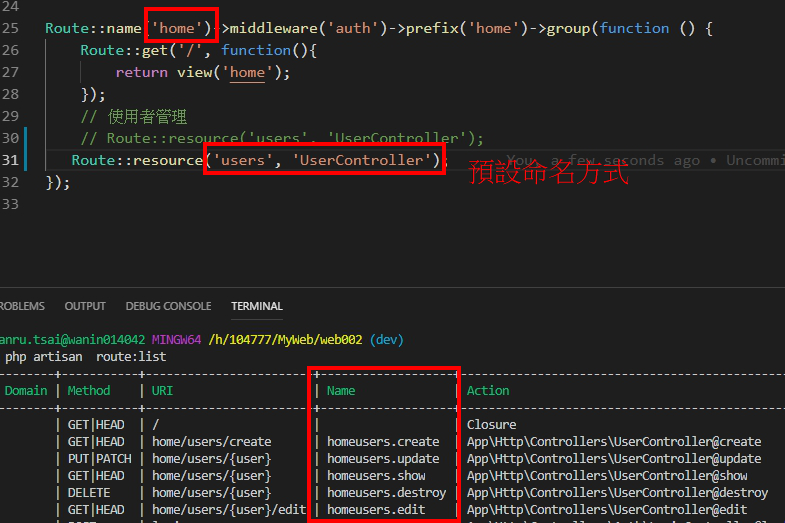 24
25 Route::name('home')->middleware('auth')->prefix('home')->group(function () {
26 Route::get('/', function(){
27 return view('home');
28 });
29 // 使用者管理
30 // Route::resource('users', 'UserController');
31 Route::resource('users', 'UserController'); You, a few seconds ago • Uncommi
預設命名方式
32 });
33
ROBLEMS OUTPUT DEBUG CONSOLE TERMINAL
anru.tsai@wanin014042 MINGW64 /h/104777/MyWeb/web002 (dev)
php artisan route:list
Domain | Method | URI | Name | Action
| GET|HEAD | / | | Closure
| GET|HEAD | home/users/create | homeusers.create | App\Http\Controllers\UserController@create
| PUT|PATCH | home/users/{user} | homeusers.update | App\Http\Controllers\UserController@update
| GET|HEAD | home/users/{user} | homeusers.show | App\Http\Controllers\UserController@show
| DELETE | home/users/{user} | homeusers.destroy | App\Http\Controllers\UserController@destroy
| GET|HEAD | home/users/{user}/edit | homeusers.edit | App\Http\Controllers\UserController@edit